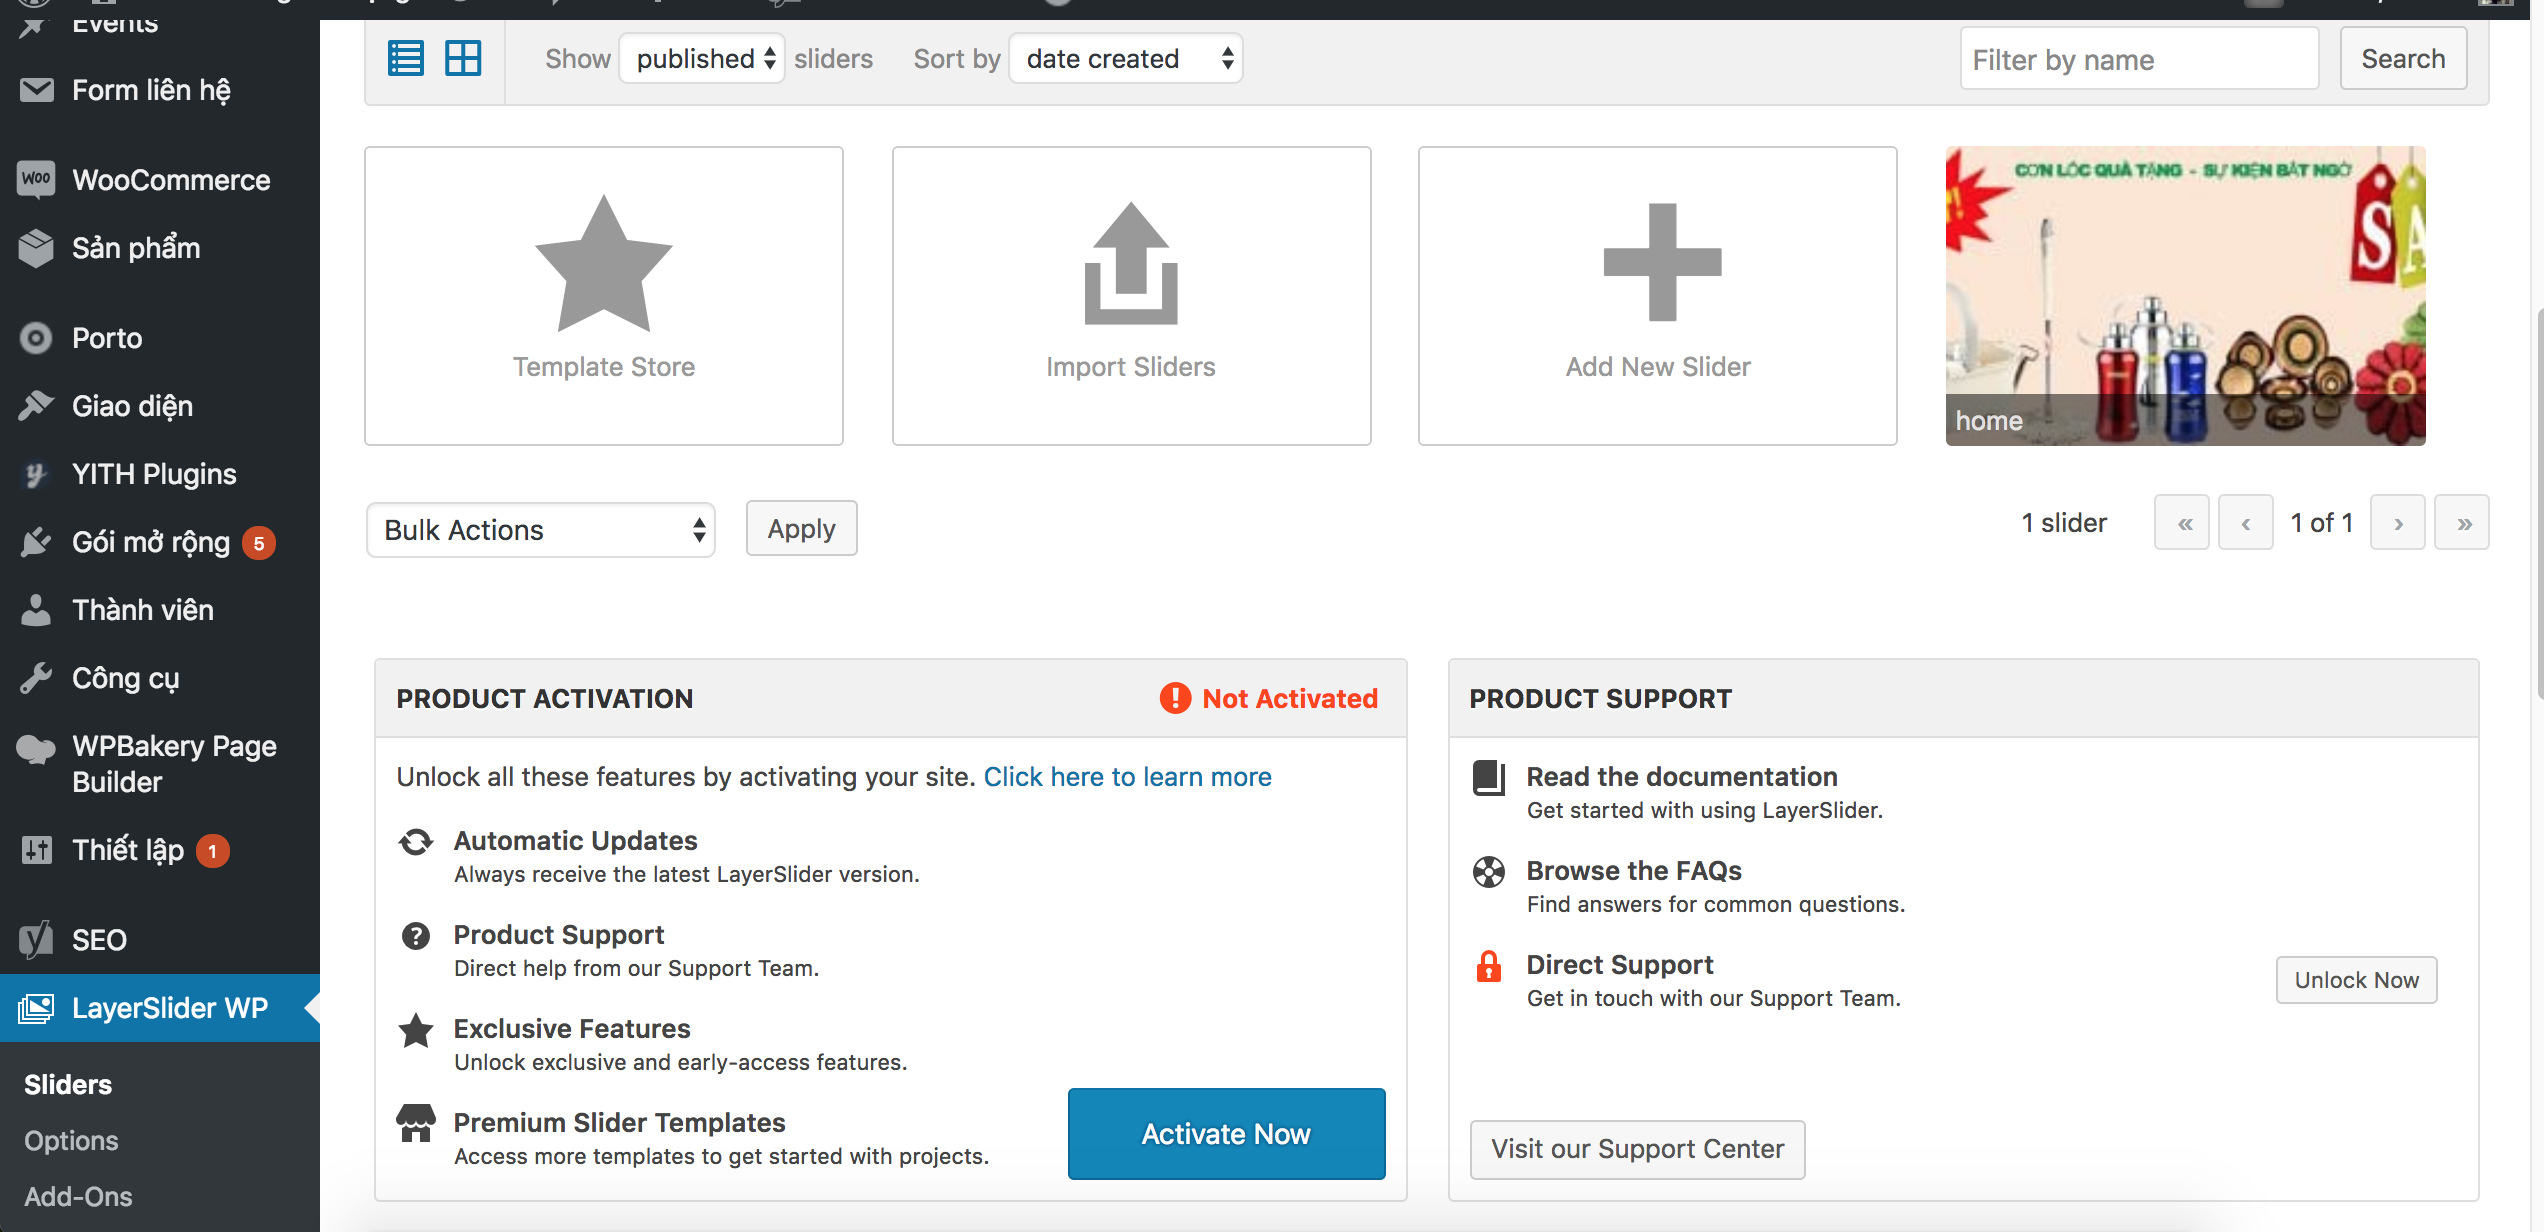 Events
Form liên hệ
WooCommerce
Sản phẩm
Porto
Giao diện
YITH Plugins
Gói mở rộng 5
Thành viên
Công cụ
WPBakery Page
Builder
Thiết lập 1
SEO
LayerSlider WP
Sliders
Options
Add-Ons
Show published sliders Sort by date created
Filter by name Search
Template Store
Import Sliders
Add New Slider
CƠN LỐC QUÀ TẶNG - SỰ KIỆN BẤT NGỜ
SA
home
Bulk Actions Apply
1 slider « ‹ 1 of 1 › »
PRODUCT ACTIVATION Not Activated
Unlock all these features by activating your site. Click here to learn more
Automatic Updates
Always receive the latest LayerSlider version.
Product Support
Direct help from our Support Team.
Exclusive Features
Unlock exclusive and early-access features.
Premium Slider Templates
Access more templates to get started with projects.
Activate Now
PRODUCT SUPPORT
Read the documentation
Get started with using LayerSlider.
Browse the FAQs
Find answers for common questions.
Direct Support
Get in touch with our Support Team.
Unlock Now
Visit our Support Center